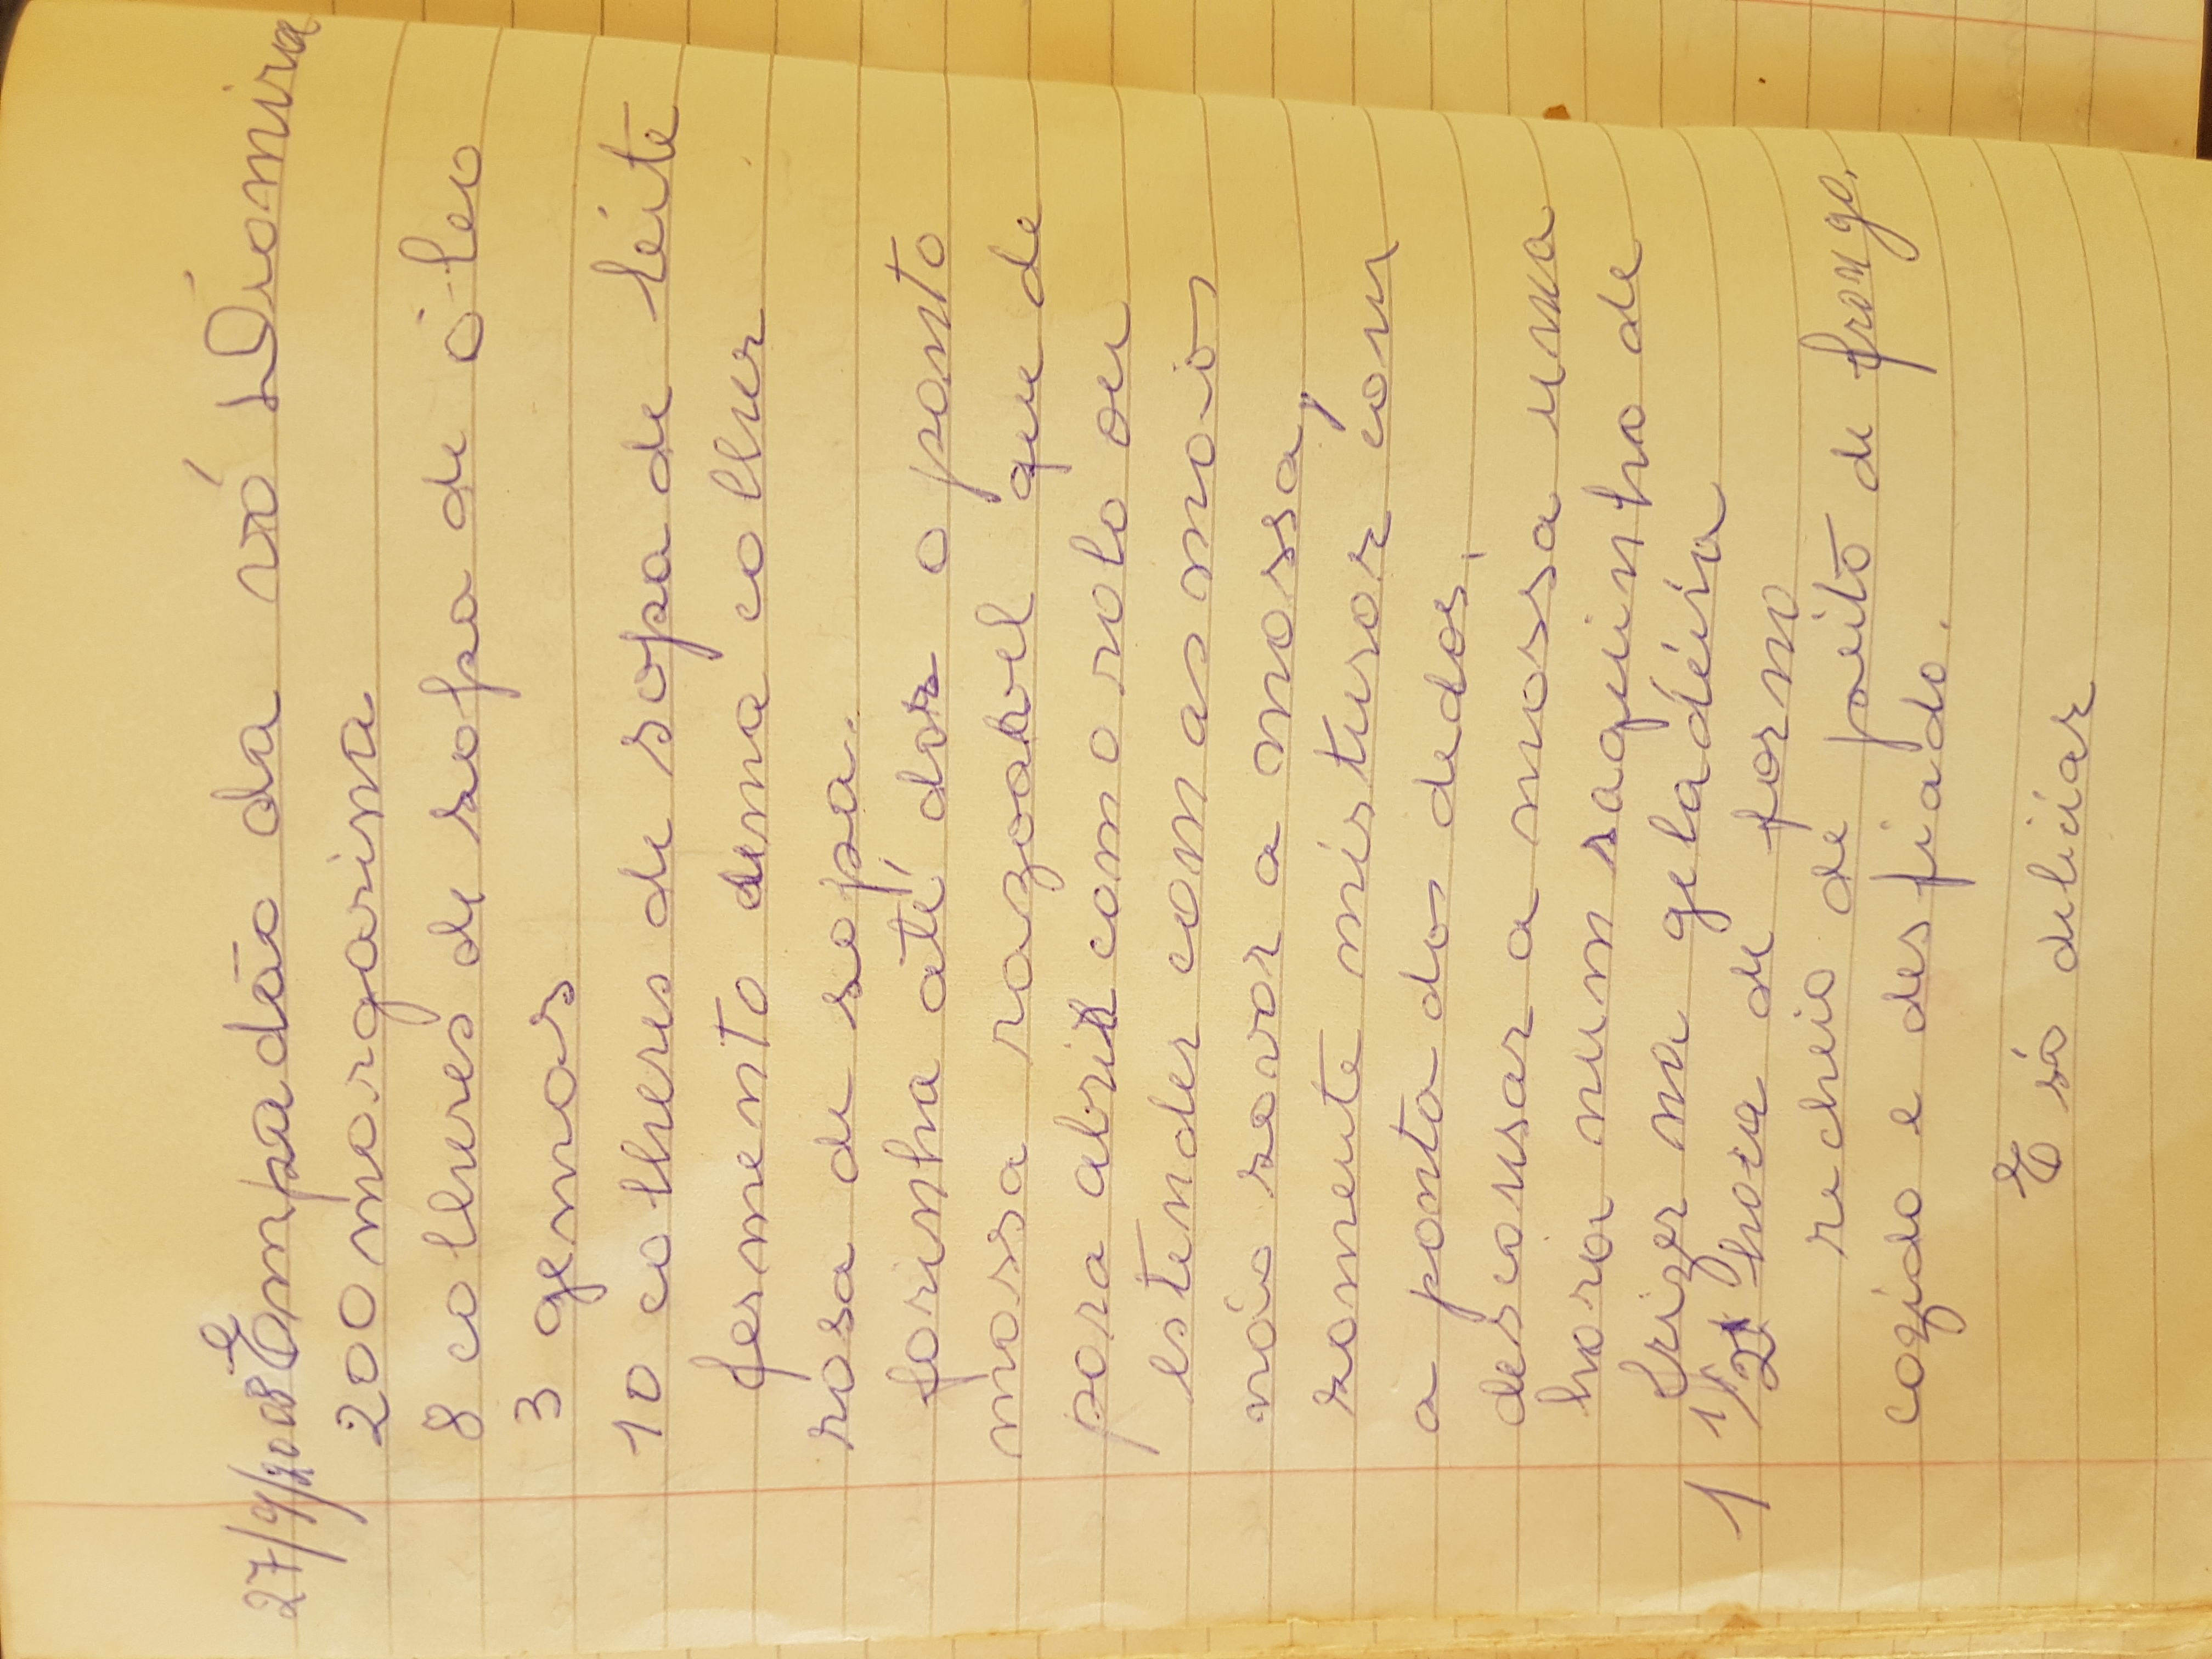 27/9/2008 Empadão da vó Diomira
200 margarina
8 colheres de sopa de óleo
3 gemas
10 colheres de sopa de leite
fermento uma colher
rasa de sopa.
farinha até dar o ponto
massa razoavel que de
para abrir com o rolo ou
estender com as mãos
não sovar a massa,
somente misturar com
a ponta dos dedos,
descansar a massa uma
hora num saquinho de
frizer na geladeira
1 1/2 hora de forno
recheio de peito de frango.
cozido e desfiado.
E só deliciar